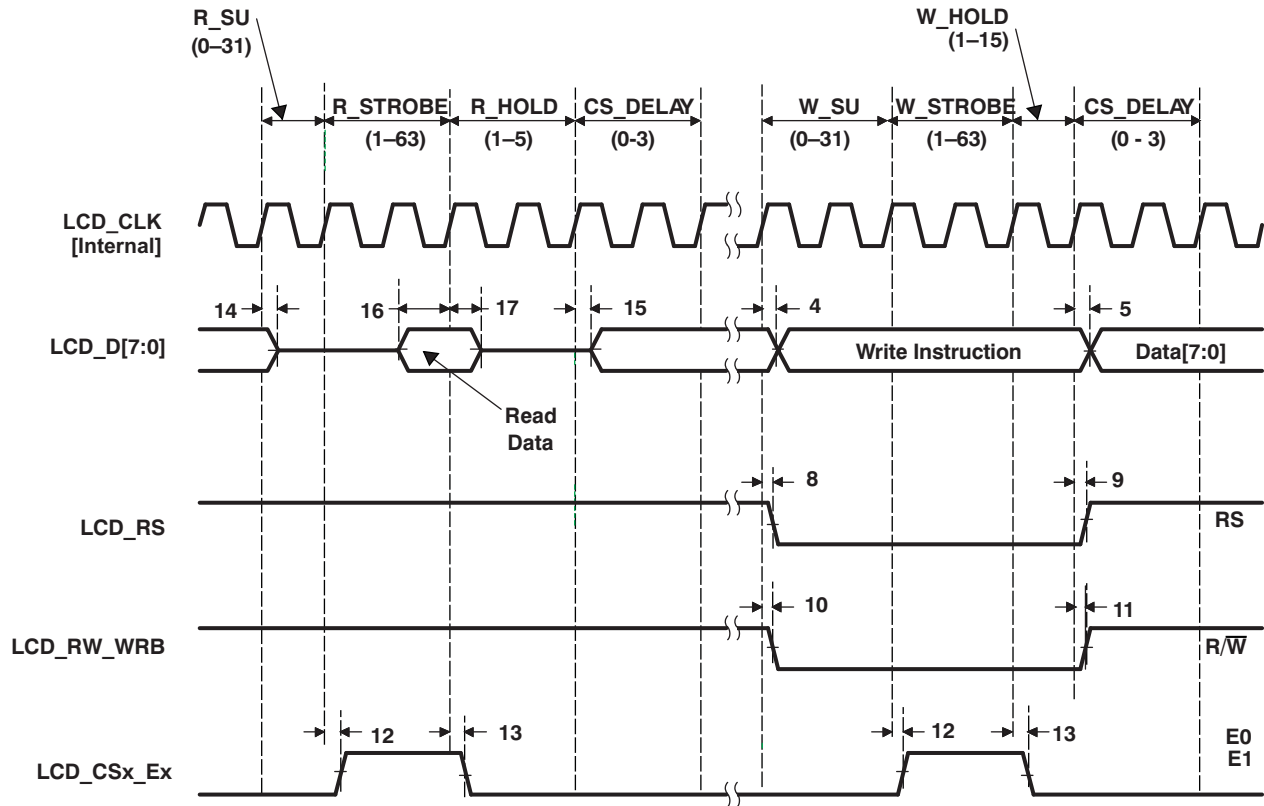 R_SU
(0–31)
W_HOLD
(1–15)
R_STROBE R_HOLD CS_DELAY W_SU W_STROBE CS_DELAY
(1–63) (1–5) (0-3) (0–31) (1–63) (0 - 3)
LCD_CLK
[Internal]
14 16 17 15 4 5
LCD_D[7:0] Write Instruction Data[7:0]
Read
Data
8 9
LCD_RS RS
10 11
LCD_RW_WRB R/W̅
12 13 12 13
E0
E1
LCD_CSx_Ex